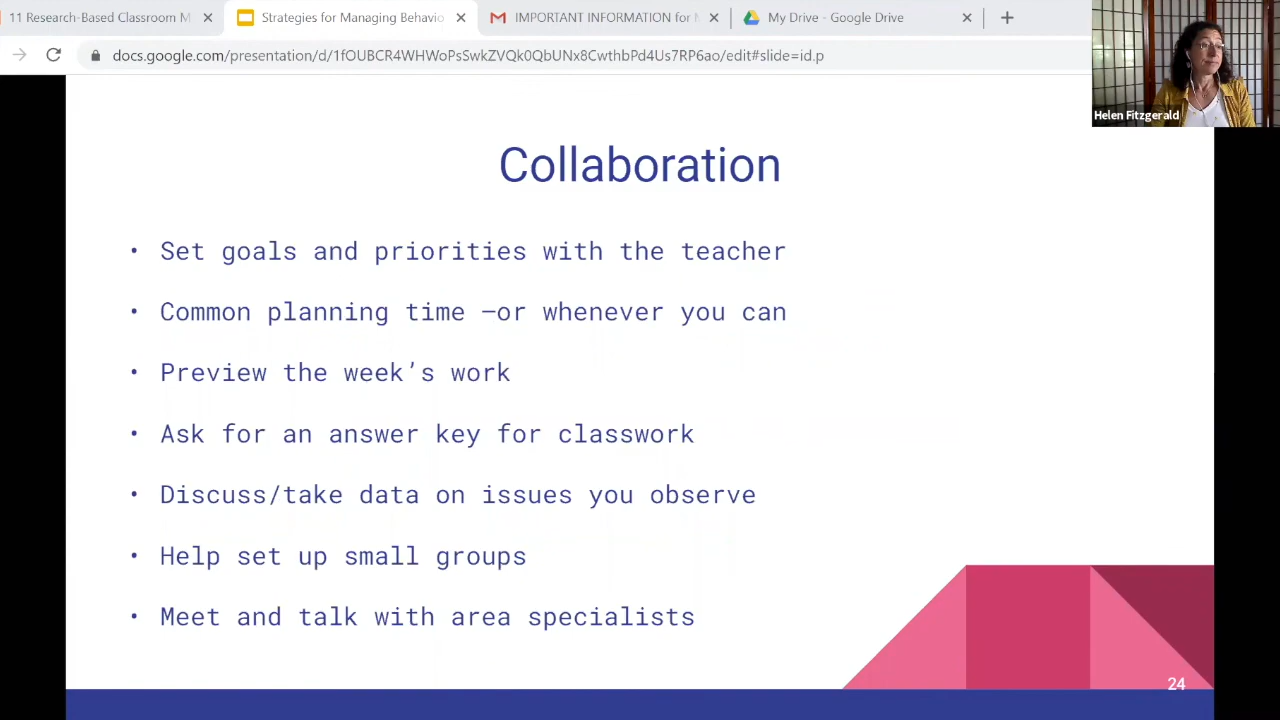 11 Research-Based Classroom M
Strategies for Managing Behavio
IMPORTANT INFORMATION for
My Drive - Google Drive
docs.google.com/presentation/d/1fOUBCR4WHWoPsSwkZVQk0QbUNx8CwthbPd4Us7RP6ao/edit#slide=id.p
Helen Fitzgerald
Collaboration
• Set goals and priorities with the teacher
• Common planning time –or whenever you can
• Preview the week’s work
• Ask for an answer key for classwork
• Discuss/take data on issues you observe
• Help set up small groups
• Meet and talk with area specialists
24